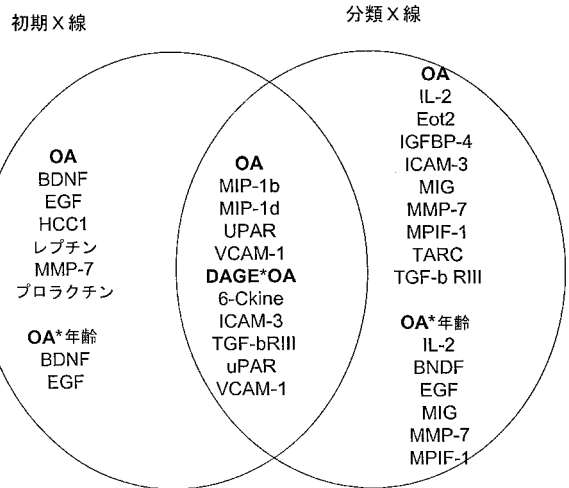 初期X線
分類X線
OA
BDNF
EGF
HCC1
レプチン
MMP-7
プロラクチン
OA*年齢
BDNF
EGF
OA
MIP-1b
MIP-1d
UPAR
VCAM-1
DAGE*OA
6-Ckine
ICAM-3
TGF-bRIII
uPAR
VCAM-1
OA
IL-2
Eot2
IGFBP-4
ICAM-3
MIG
MMP-7
MPIF-1
TARC
TGF-b RIII
OA*年齢
IL-2
BNDF
EGF
MIG
MMP-7
MPIF-1